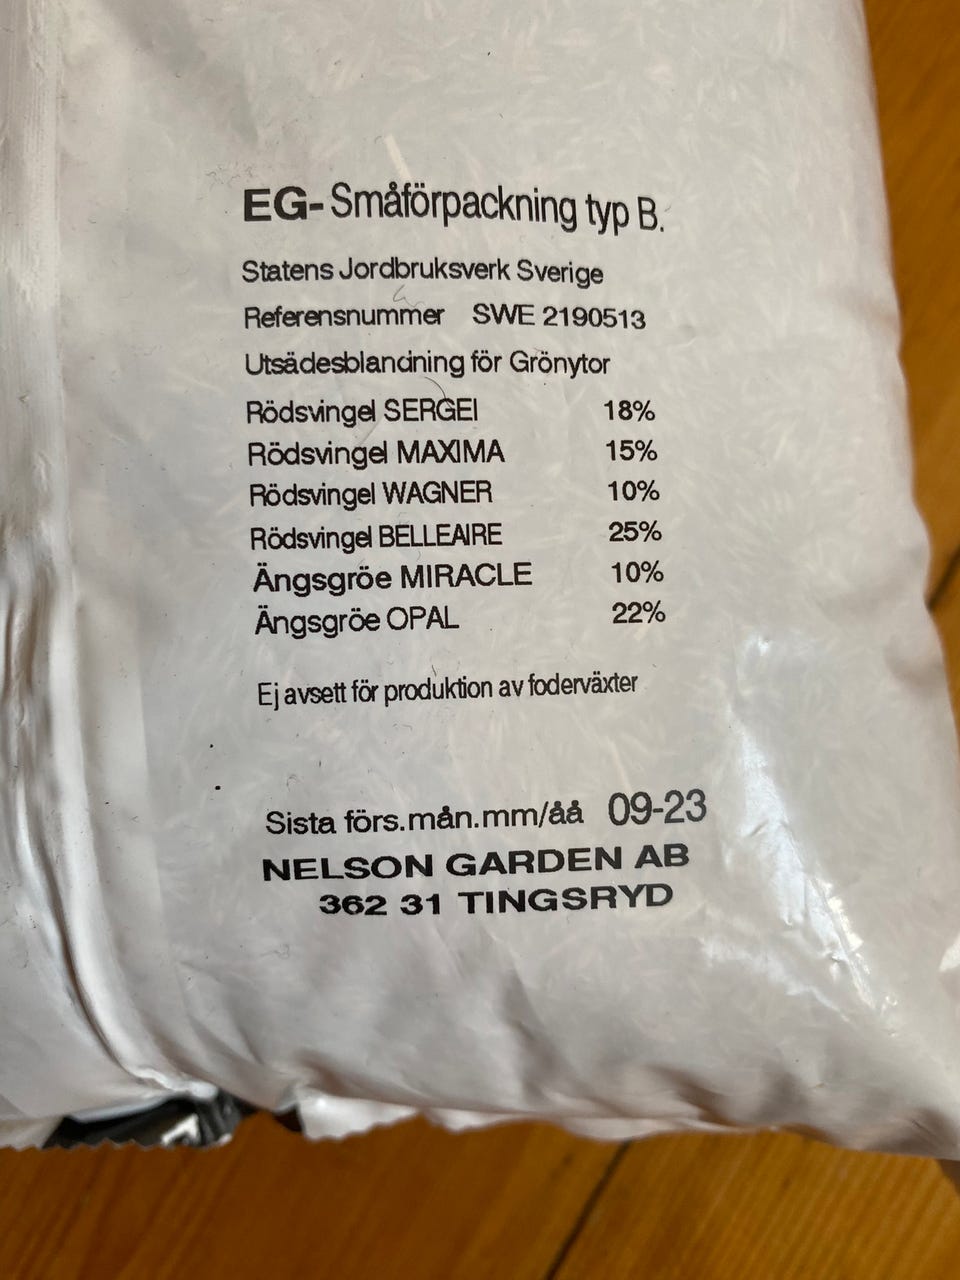 EG- Småförpackning typ B.
Statens Jordbruksverk Sverige
Referensnummer SWE 2190513
Utsädesblandning för Grönytor
Rödsvingel SERGEI 18%
Rödsvingel MAXIMA 15%
Rödsvingel WAGNER 10%
Rödsvingel BELLEAIRE 25%
Ängsgröe MIRACLE 10%
Ängsgröe OPAL 22%
Ej avsett för produktion av foderväxter
Sista förs.mån.mm/åå 09-23
NELSON GARDEN AB
362 31 TINGSRYD